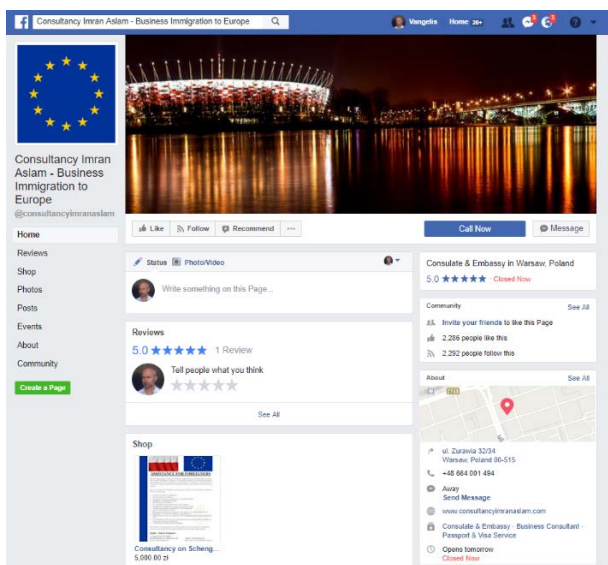 Consultancy Imran Aslam - Business Immigration to Europe
Vangelis Home 20+
Consultancy Imran
Aslam - Business
Immigration to
Europe
@consultancyimranaslam
Home
Reviews
Shop
Photos
Posts
Events
About
Community
Create a Page
Like Follow Recommend ...
Call Now
Message
Status Photo/Video
Write something on this Page...
Reviews
5.0 ★★★★★ 1 Review
Tell people what you think
See All
Shop
Consultancy on Scheng...
5,000.00 zł
Consulate & Embassy in Warsaw, Poland
5.0 ★★★★★ Closed Now
Community See All
Invite your friends to like this Page
2,286 people like this
2,292 people follow this
About See All
ul. Zurawia 32/34
Warsaw, Poland 00-515
+48 664 001 494
Away
Send Message
www.consultancyimranaslam.com
Consulate & Embassy · Business Consultant ·
Passport & Visa Service
Opens tomorrow
Closed Now